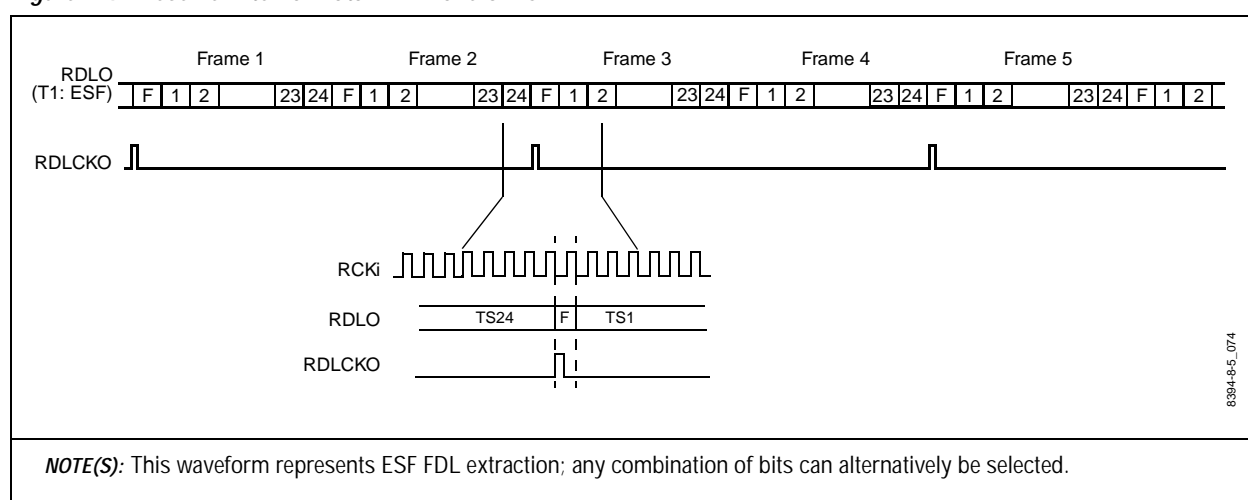 Frame 1 Frame 2 Frame 3 Frame 4 Frame 5
RDLO
(T1: ESF) F 1 2 23 24 F 1 2 23 24 F 1 2 23 24 F 1 2 23 24 F 1 2 23 24 F 1 2
RDLCKO
RCKi
RDLO TS24 F TS1
RDLCKO
8394-8-5_074
NOTE(S): This waveform represents ESF FDL extraction; any combination of bits can alternatively be selected.